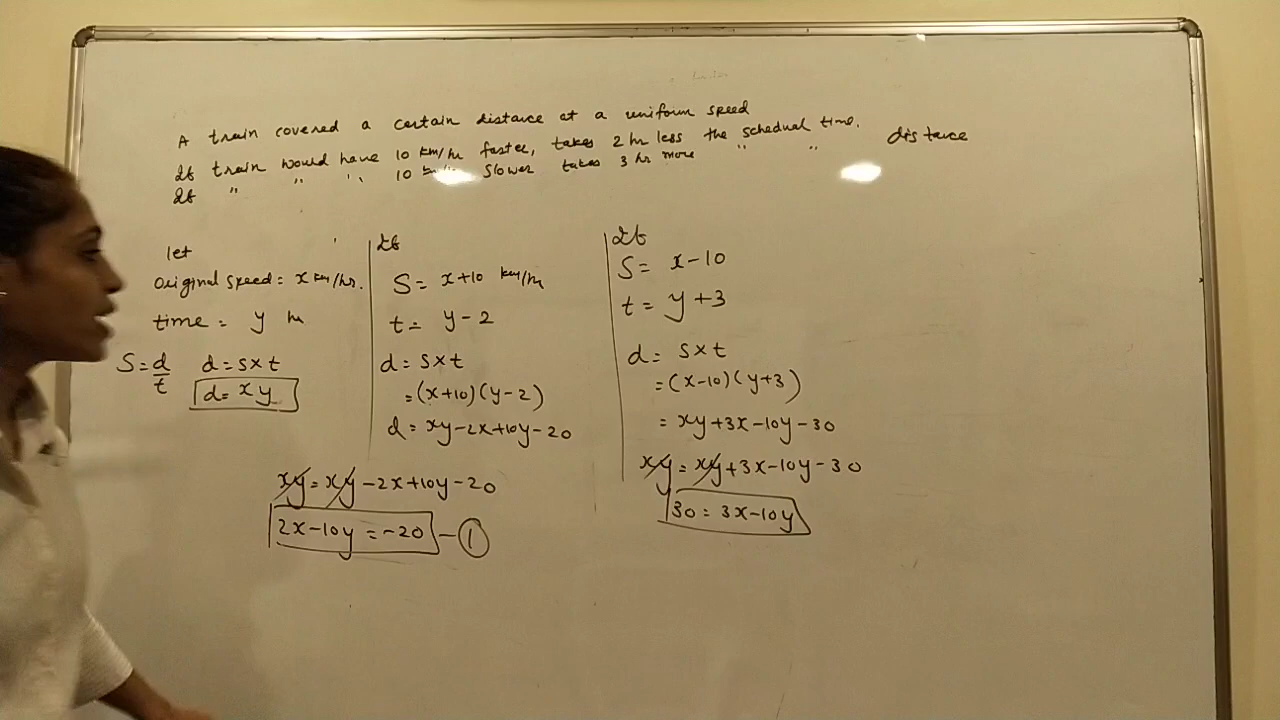 A train covered a certain distance at a uniform speed
If train would have 10 km/hr faster, takes 2 hr less the schedual time. distance
If " " " 10 slower takes 3 hr more " "
let
original speed = x km/hr.
time = y hr
S = d/t d = s×t
d = xy
If
S = x+10 km/hr
t = y-2
d = s×t
= (x+10)(y-2)
d = xy-2x+10y-20
xy = xy-2x+10y-20
2x-10y = -20 - ①
If
S = x-10
t = y+3
d = s×t
= (x-10)(y+3)
= xy+3x-10y-30
xy = xy+3x-10y-30
30 = 3x-10y